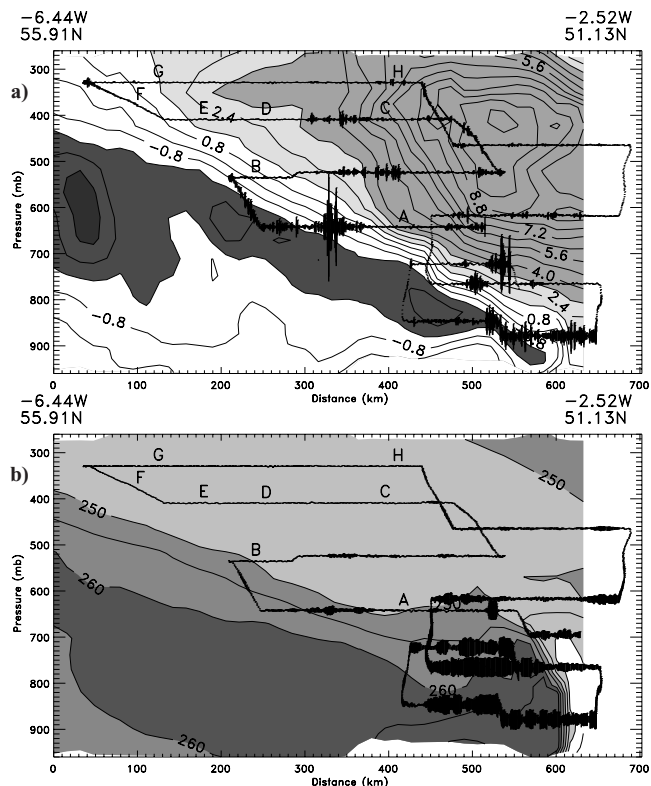 −6.44W −2.52W
55.91N 51.13N
a)
300
400
500
600
700
800
900
Pressure (mb)
G H 5.6
F E 2.4 D C
0.8
−0.8 B
8.8
A 7.2
5.6
4.0
2.4
−0.8 0.8
−0.8
0 100 200 300 400 500 600 700
Distance (km)
−6.44W −2.52W
55.91N 51.13N
b)
300
400
500
600
700
800
900
Pressure (mb)
G H 250
F E D C
250
B
260 A 250
260
260
0 100 200 300 400 500 600 700
Distance (km)